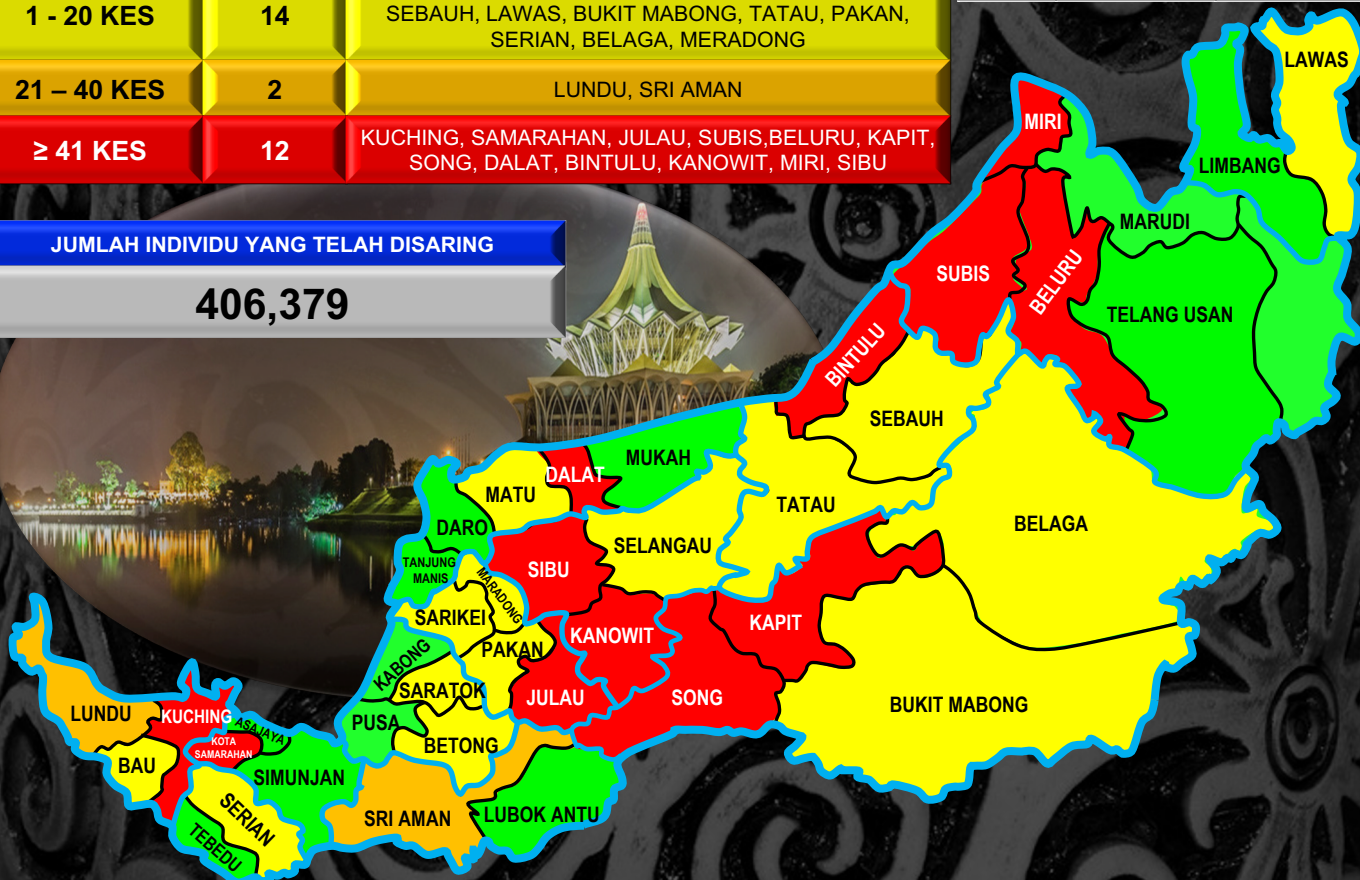 1 - 20 KES
14
SEBAUH, LAWAS, BUKIT MABONG, TATAU, PAKAN,
SERIAN, BELAGA, MERADONG
21 – 40 KES
2
LUNDU, SRI AMAN
≥ 41 KES
12
KUCHING, SAMARAHAN, JULAU, SUBIS,BELURU, KAPIT,
SONG, DALAT, BINTULU, KANOWIT, MIRI, SIBU
JUMLAH INDIVIDU YANG TELAH DISARING
406,379
LAWAS
MIRI
LIMBANG
MARUDI
SUBIS
BELURU
TELANG USAN
BINTULU
SEBAUH
MUKAH
DALAT
MATU
TATAU
BELAGA
DARO
SELANGAU
TANJUNG
MANIS
SIBU
MARADONG
SARIKEI
KAPIT
KANOWIT
PAKAN
KABONG
SARATOK
JULAU
SONG
BUKIT MABONG
LUNDU
KUCHING
ASAJAYA
PUSA
KOTA
SAMARAHAN
BETONG
BAU
SIMUNJAN
SERIAN
SRI AMAN
LUBOK ANTU
TEBEDU